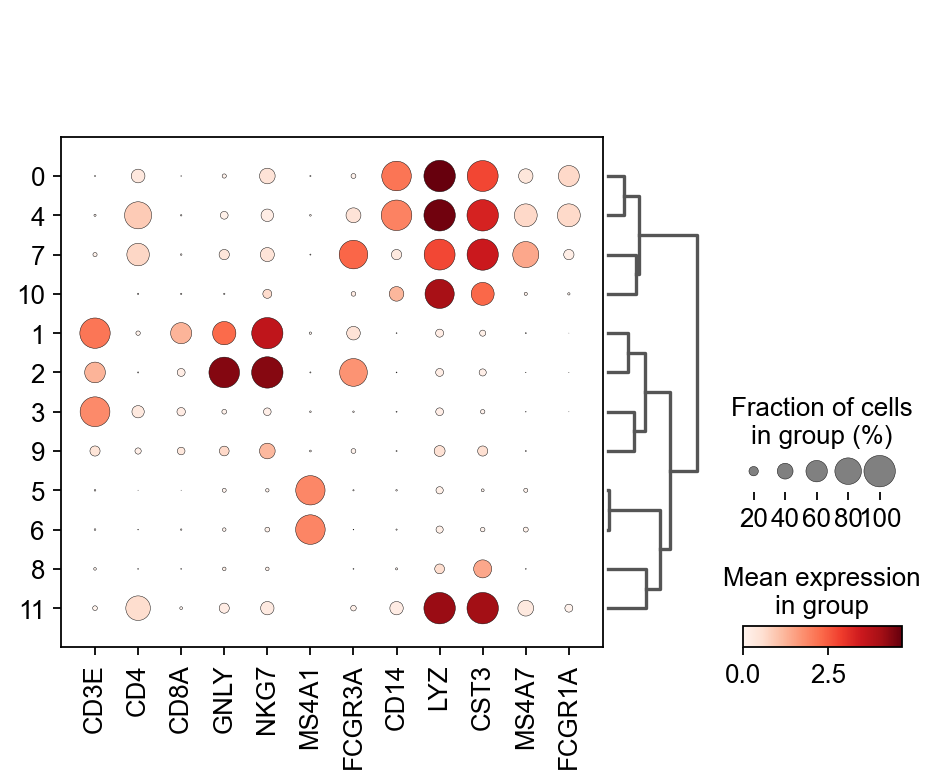 0
4
7
10
1
2
3
9
5
6
8
11
CD3E
CD4
CD8A
GNLY
NKG7
MS4A1
FCGR3A
CD14
LYZ
CST3
MS4A7
FCGR1A
Fraction of cells
in group (%)
20 40 60 80 100
Mean expression
in group
0.0 2.5